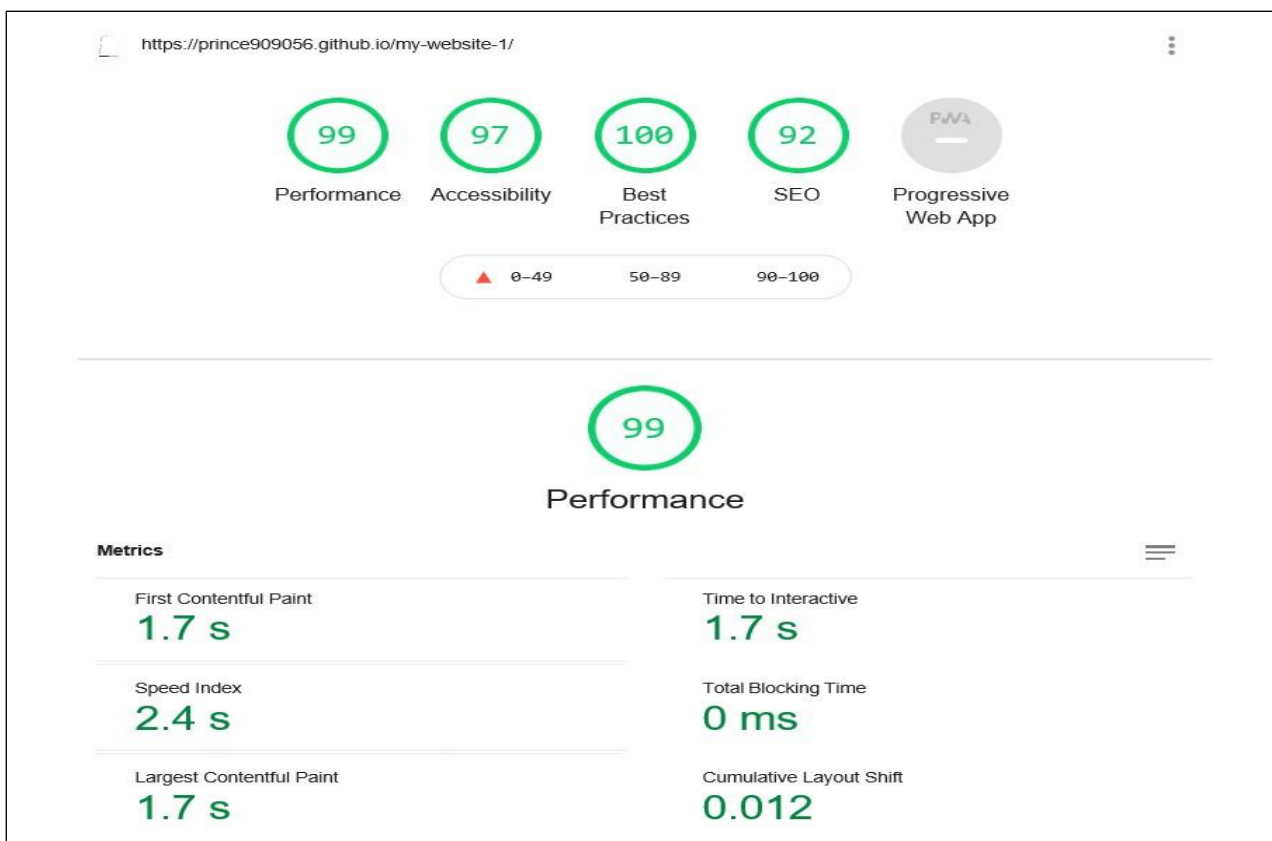 https://prince909056.github.io/my-website-1/
99 97 100 92 PWA
Performance Accessibility Best Practices SEO Progressive Web App
0–49 50–89 90–100
99
Performance
Metrics
First Contentful Paint
1.7 s
Time to Interactive
1.7 s
Speed Index
2.4 s
Total Blocking Time
0 ms
Largest Contentful Paint
1.7 s
Cumulative Layout Shift
0.012